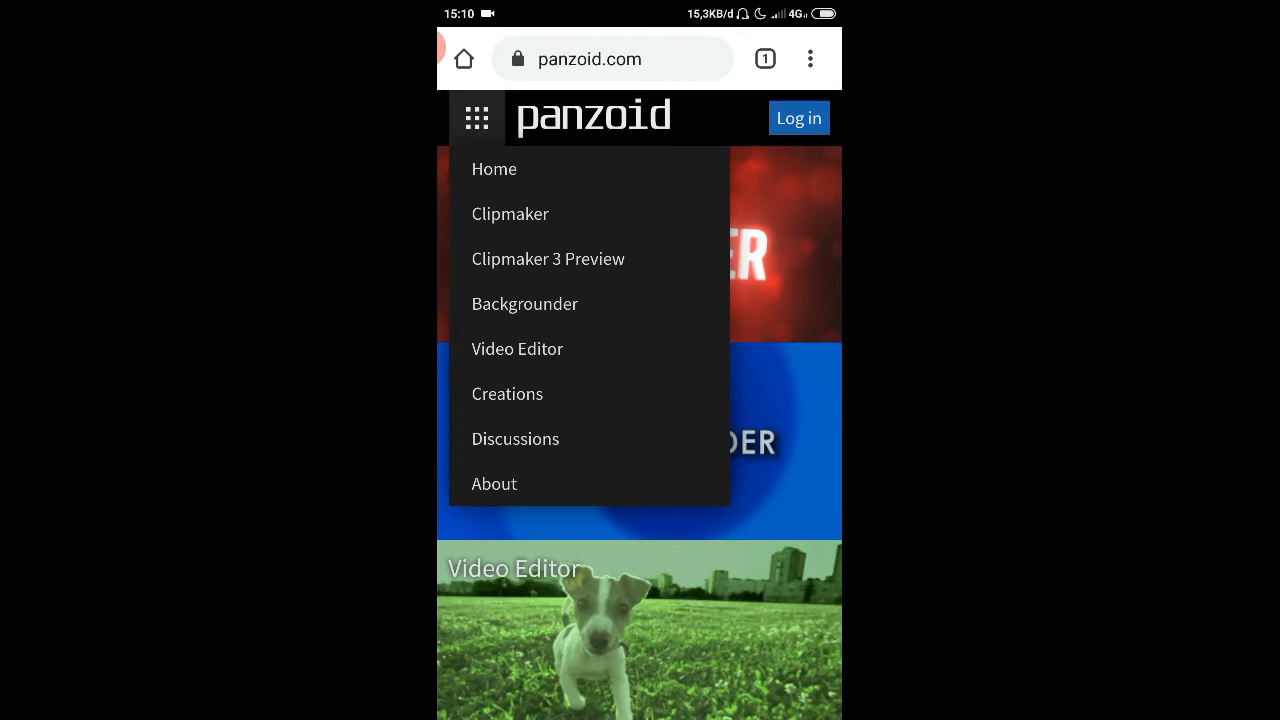 15:10 15,3KB/d 4G
panzoid.com 1
panzoid Log in
Home
Clipmaker
Clipmaker 3 Preview
ER
Backgrounder
Video Editor
Creations
Discussions
DER
About
Video Editor